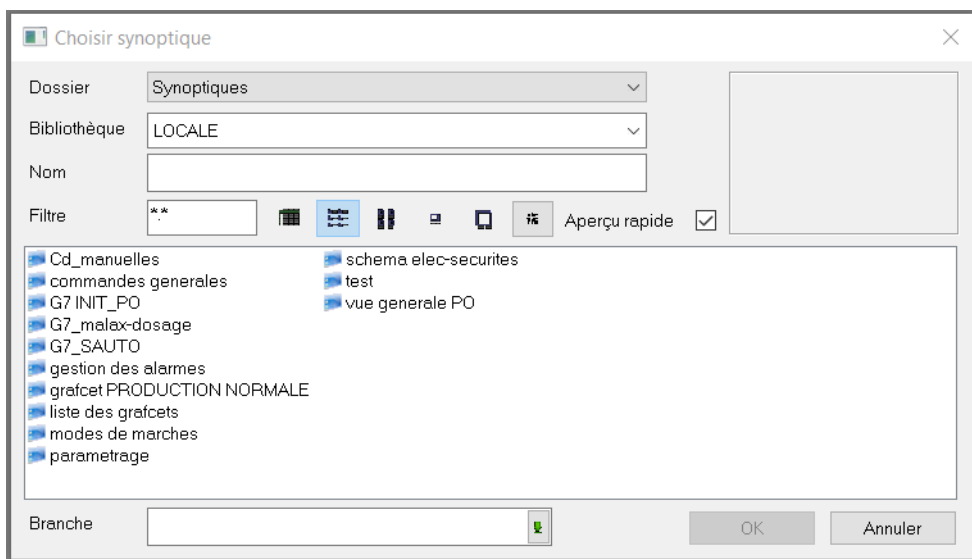 Choisir synoptique
Dossier Synoptiques
Bibliothèque LOCALE
Nom
Filtre *.* Aperçu rapide
Cd_manuelles schema elec-securites
commandes generales test
G7 INIT_PO vue generale PO
G7_malax-dosage
G7_SAUTO
gestion des alarmes
grafcet PRODUCTION NORMALE
liste des grafcets
modes de marches
parametrage
Branche OK Annuler